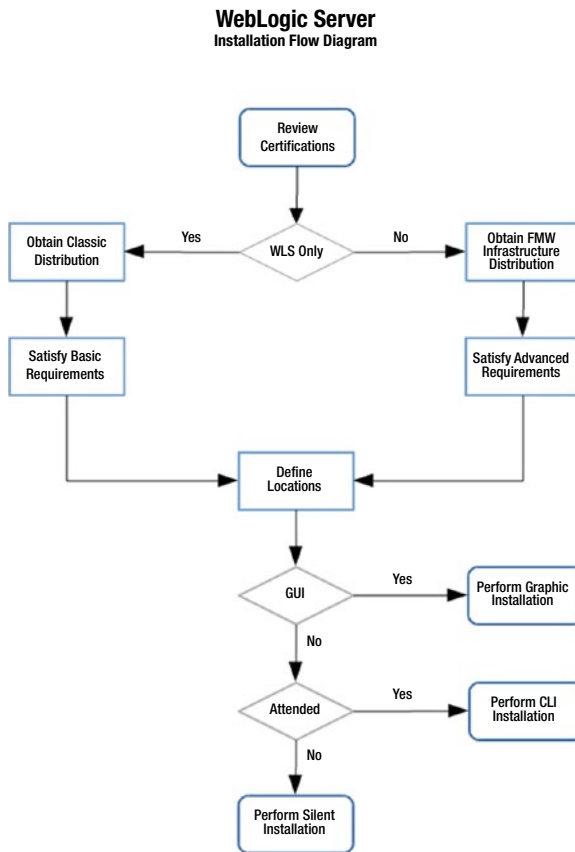 WebLogic Server
Installation Flow Diagram
Review
Certifications
Yes
WLS Only
No
Obtain Classic
Distribution
Obtain FMW
Infrastructure
Distribution
Satisfy Basic
Requirements
Satisfy Advanced
Requirements
Define
Locations
GUI
Yes
Perform Graphic
Installation
No
Attended
Yes
Perform CLI
Installation
No
Perform Silent
Installation